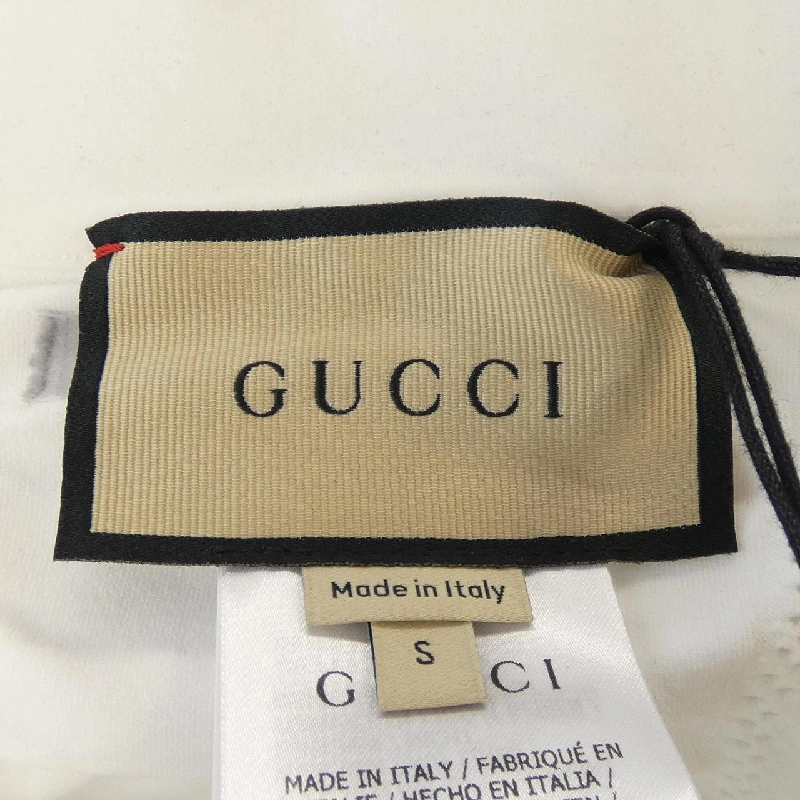 GUCCI
Made in Italy
S
G CI
MADE IN ITALY / FABRIQUÉ EN
/ HECHO EN ITALIA /